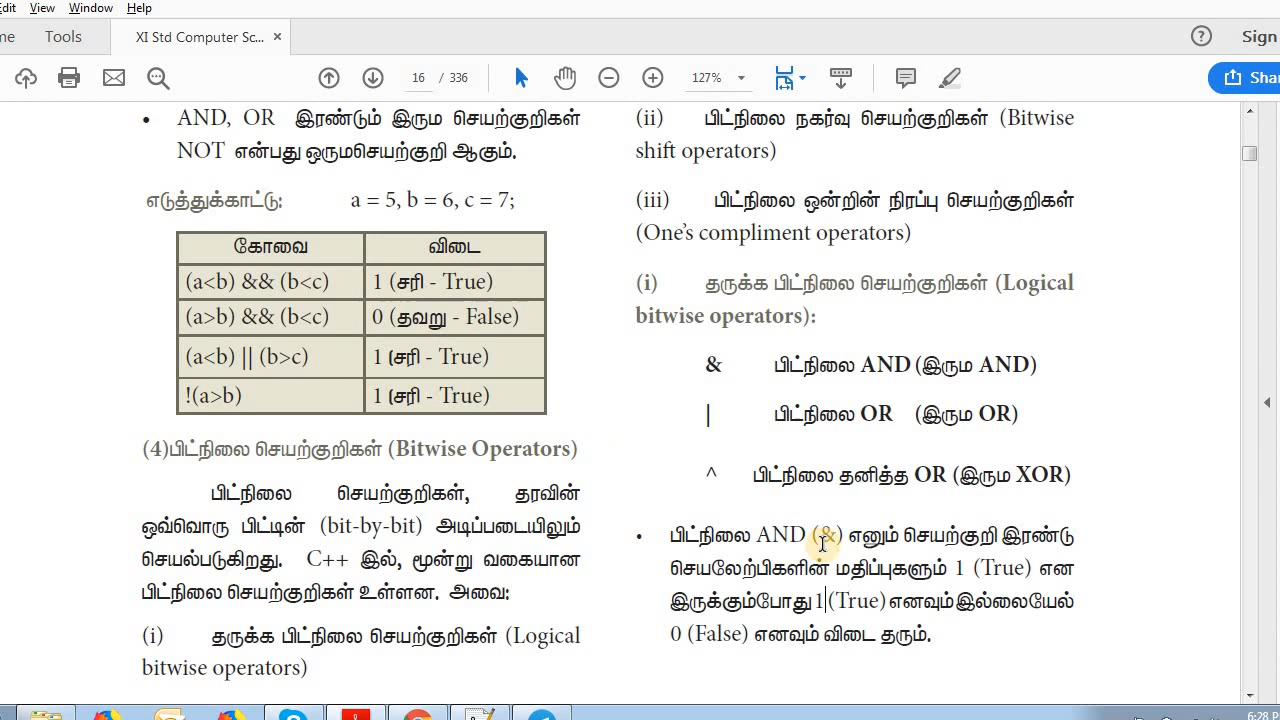 Edit View Window Help
Tools XI Std Computer Sc... × ? Sign
16 / 336 127%
• AND, OR இரண்டும் இரும செயற்குறிகள்
NOT என்பது ஒருமசெயற்குறி ஆகும்.
எடுத்துக்காட்டு: a = 5, b = 6, c = 7;
கோவை விடை
(a<b) && (b<c) 1 (சரி - True)
(a>b) && (b<c) 0 (தவறு - False)
(a<b) || (b>c) 1 (சரி - True)
!(a>b) 1 (சரி - True)
(4)பிட்நிலை செயற்குறிகள் (Bitwise Operators)
பிட்நிலை செயற்குறிகள், தரவின்
ஒவ்வொரு பிட்டின் (bit-by-bit) அடிப்படையிலும்
செயல்படுகிறது. C++ இல், மூன்று வகையான
பிட்நிலை செயற்குறிகள் உள்ளன. அவை:
(i) தருக்க பிட்நிலை செயற்குறிகள் (Logical
bitwise operators)
(ii) பிட்நிலை நகர்வு செயற்குறிகள் (Bitwise
shift operators)
(iii) பிட்நிலை ஒன்றின் நிரப்பு செயற்குறிகள்
(One's compliment operators)
(i) தருக்க பிட்நிலை செயற்குறிகள் (Logical
bitwise operators):
& பிட்நிலை AND (இரும AND)
| பிட்நிலை OR (இரும OR)
^ பிட்நிலை தனித்த OR (இரும XOR)
• பிட்நிலை AND (&) எனும் செயற்குறி இரண்டு
செயலேற்பிகளின் மதிப்புகளும் 1 (True) என
இருக்கும்போது 1 (True) எனவும் இல்லையேல்
0 (False) எனவும் விடை தரும்.